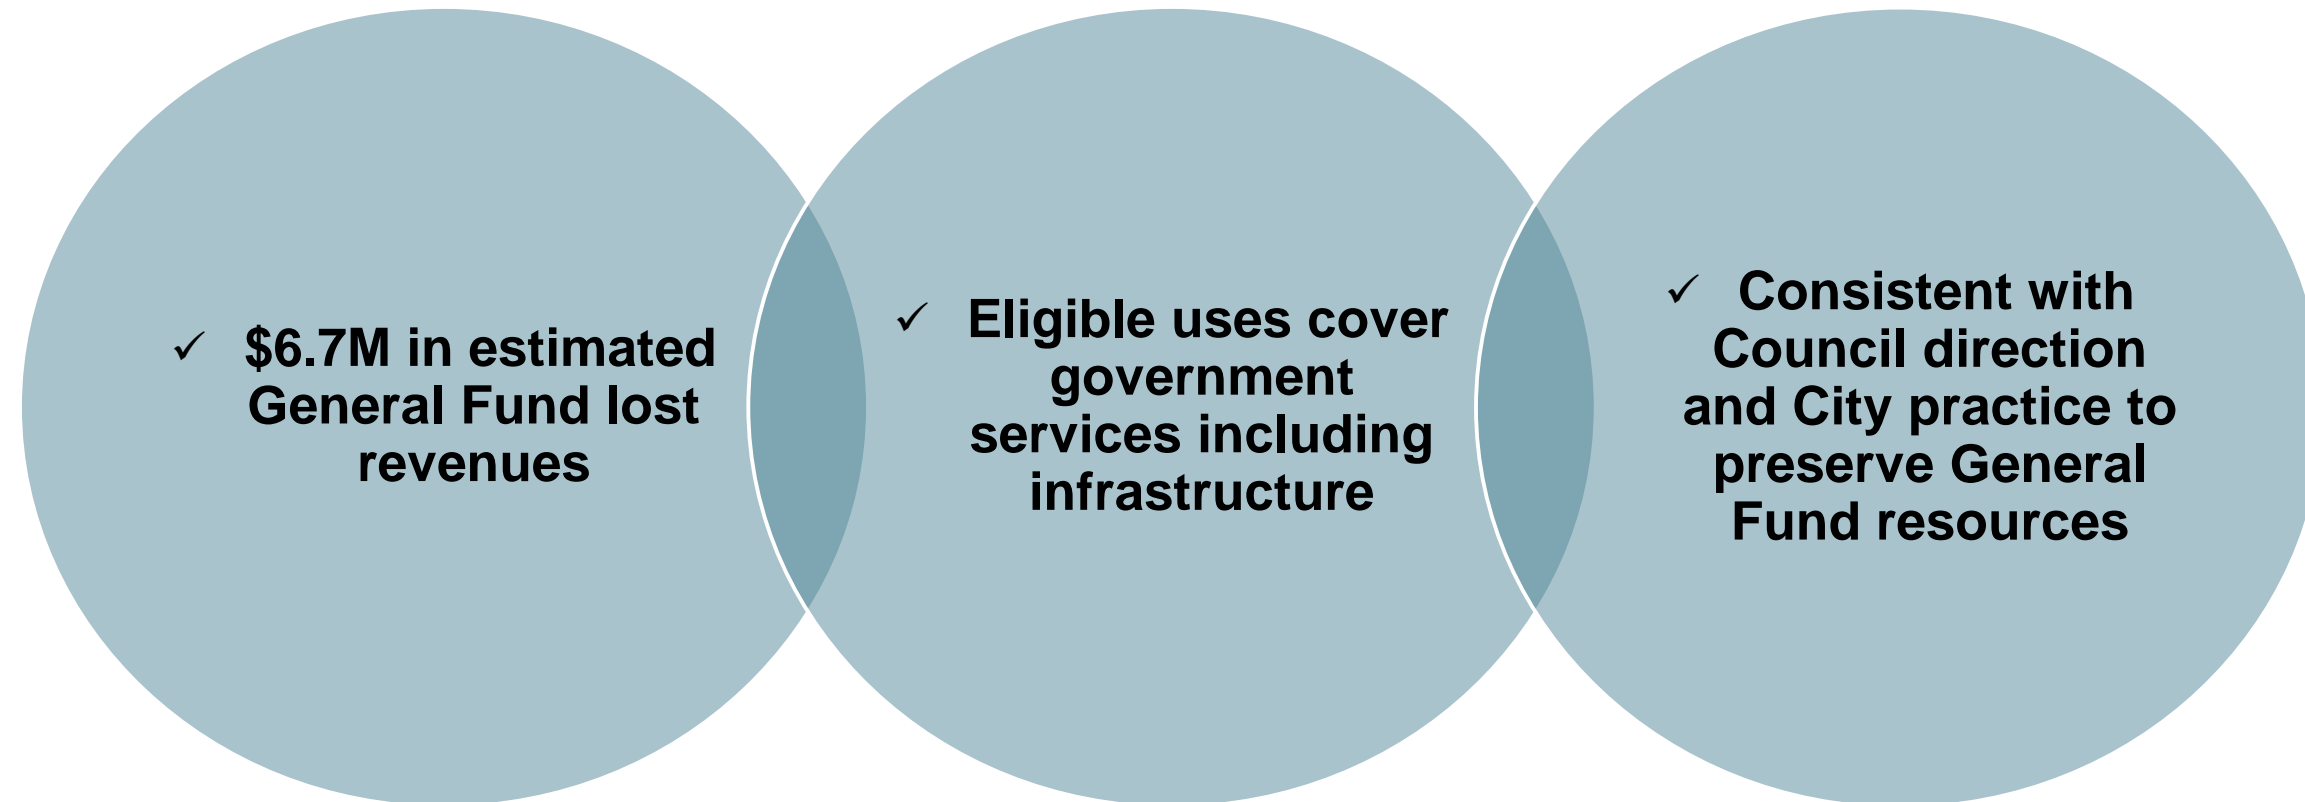 ✓ $6.7M in estimated
General Fund lost
revenues
✓ Eligible uses cover
government
services including
infrastructure
✓ Consistent with
Council direction
and City practice to
preserve General
Fund resources